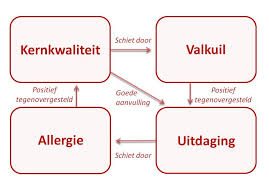 Kernkwaliteit
Schiet door
Valkuil
Positief
tegenovergesteld
Goede
aanvulling
Positief
tegenovergesteld
Allergie
Schiet door
Uitdaging